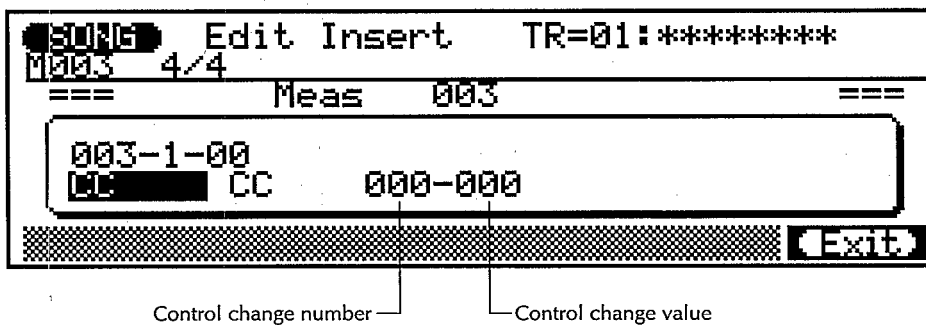 SONG Edit Insert TR=01:********
M003 4/4
=== Meas 003 ===
003-1-00
CC CC 000-000
Exit
Control change number Control change value